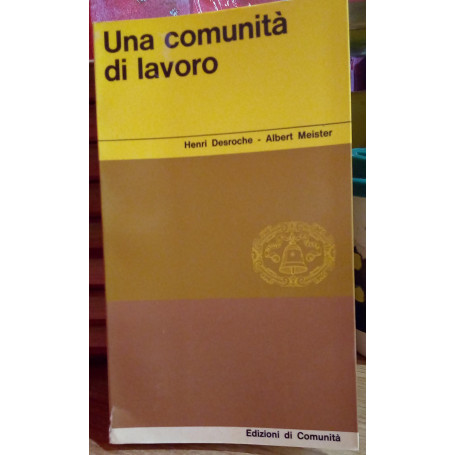 Una comunità
di lavoro
Henri Desroche - Albert Meister
Edizioni di Comunità